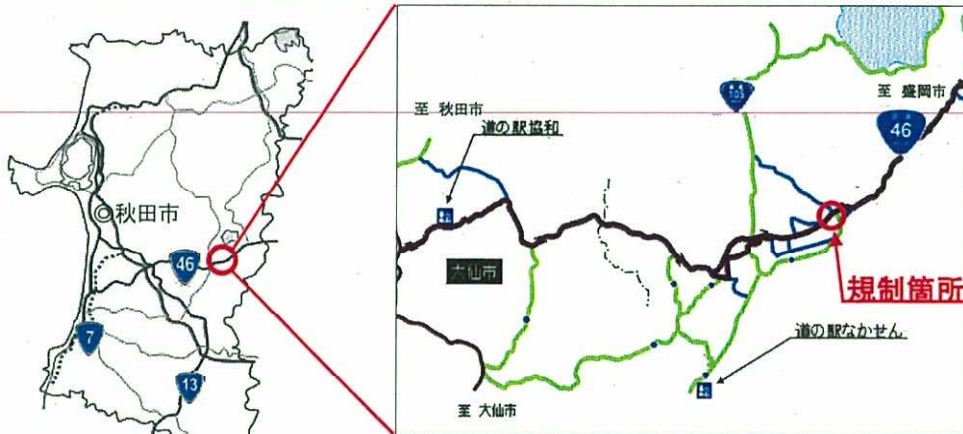 秋田市
46
7
13
至 秋田市
道の駅協和
大仙市
105
至 盛岡市
46
規制箇所
道の駅なかせん
至 大仙市